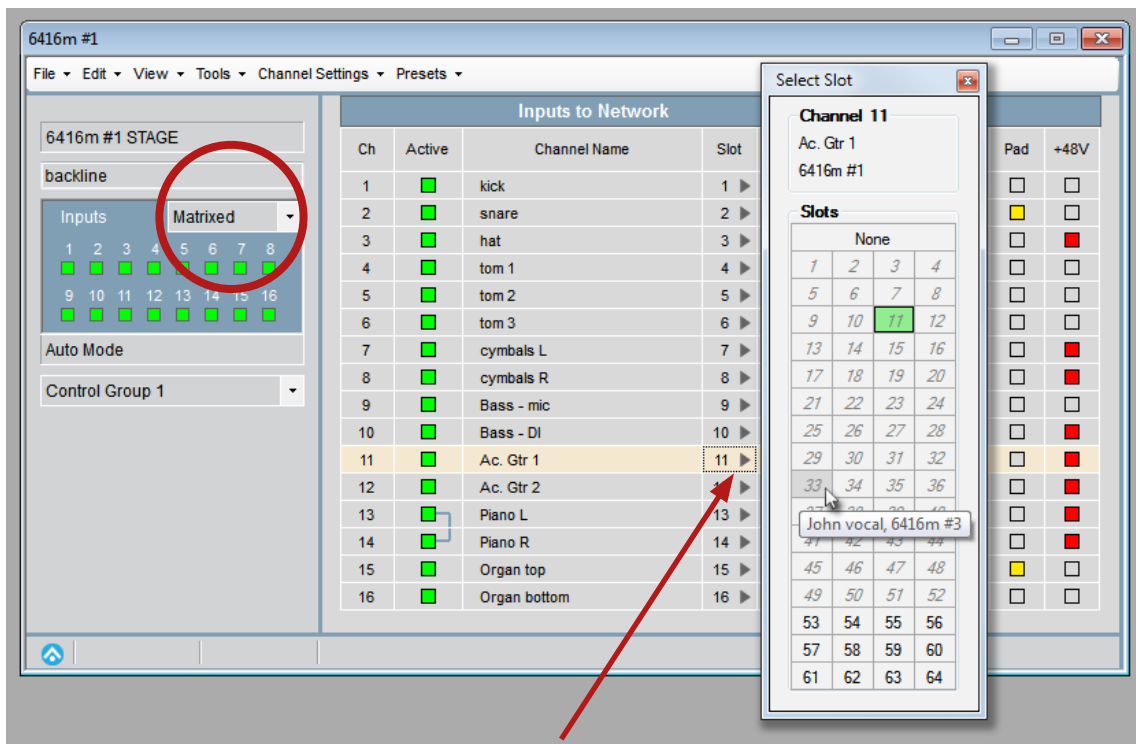 6416m #1
File Edit View Tools Channel Settings Presets
6416m #1 STAGE
backline
Inputs Matrixed
1 2 3 4 5 6 7 8
9 10 11 12 13 14 15 16
Auto Mode
Control Group 1
Inputs to Network
Ch Active Channel Name Slot Pad +48V
1 kick 1
2 snare 2
3 hat 3
4 tom 1 4
5 tom 2 5
6 tom 3 6
7 cymbals L 7
8 cymbals R 8
9 Bass - mic 9
10 Bass - DI 10
11 Ac. Gtr 1 11
12 Ac. Gtr 2
13 Piano L 13
14 Piano R 14
15 Organ top 15
16 Organ bottom 16
Select Slot
Channel 11
Ac. Gtr 1
6416m #1
Slots
None
1 2 3 4
5 6 7 8
9 10 11 12
13 14 15 16
17 18 19 20
21 22 23 24
25 26 27 28
29 30 31 32
33 34 35 36
John vocal, 6416m #3
41 42 43 44
45 46 47 48
49 50 51 52
53 54 55 56
57 58 59 60
61 62 63 64